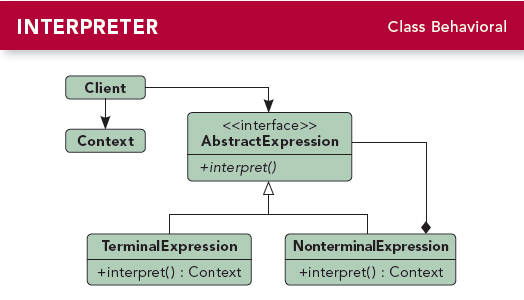 INTERPRETER
Class Behavioral
Client
Context
<<interface>>
AbstractExpression
+interpret()
TerminalExpression
+interpret() : Context
NonterminalExpression
+interpret() : Context